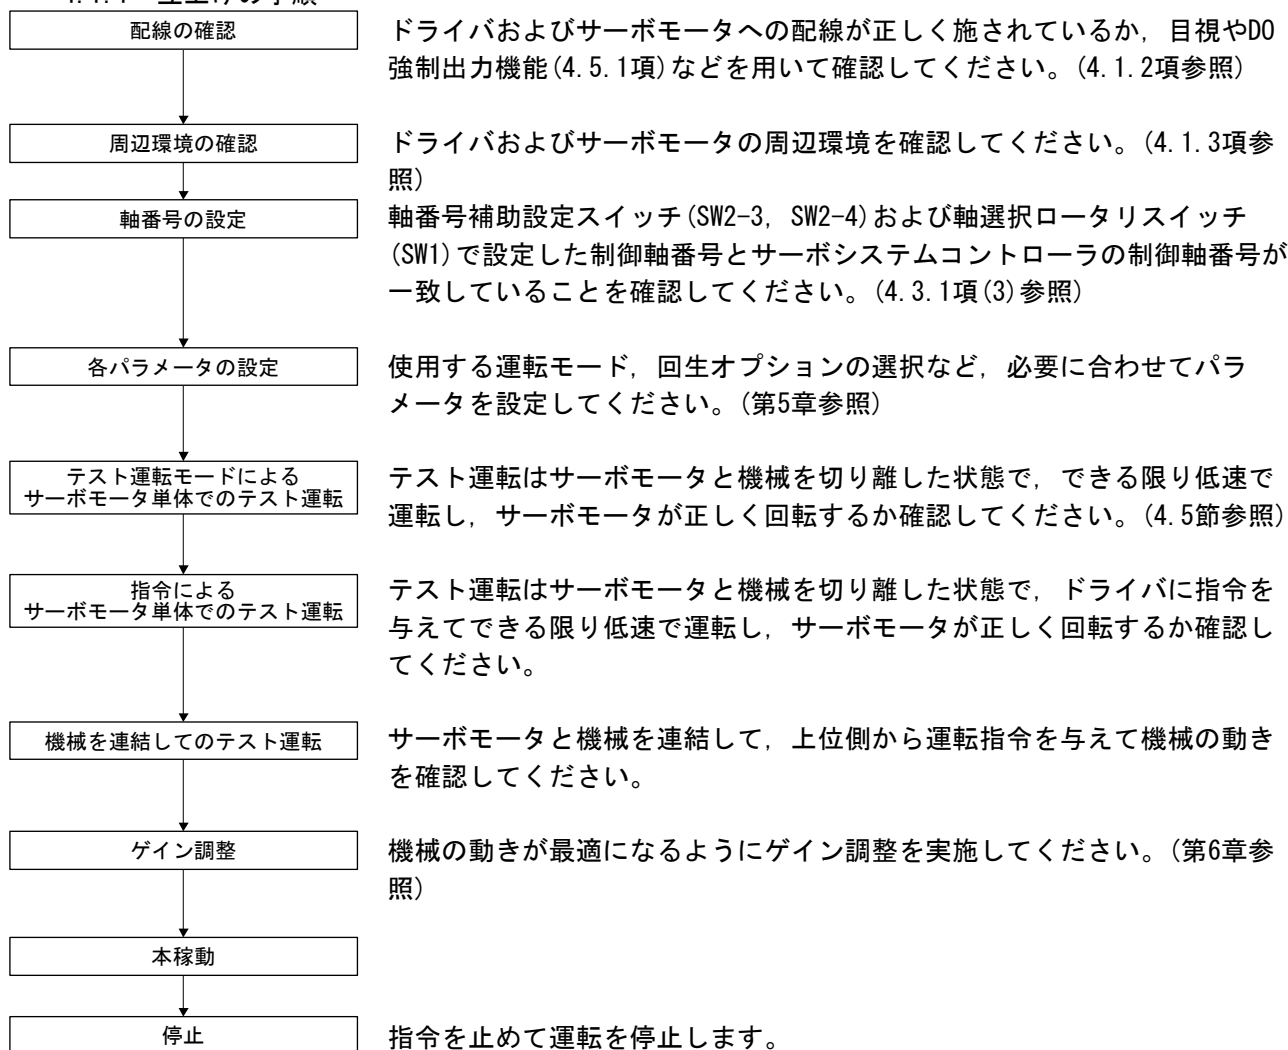 配線の確認
ドライバおよびサーボモータへの配線が正しく施されているか，目視やDO
強制出力機能(4.5.1項)などを用いて確認してください。(4.1.2項参照)
周辺環境の確認
ドライバおよびサーボモータの周辺環境を確認してください。(4.1.3項参
照)
軸番号の設定
軸番号補助設定スイッチ(SW2-3，SW2-4)および軸選択ロータリスイッチ
(SW1)で設定した制御軸番号とサーボシステムコントローラの制御軸番号が
一致していることを確認してください。(4.3.1項(3)参照)
各パラメータの設定
使用する運転モード，回生オプションの選択など，必要に合わせてパラ
メータを設定してください。(第5章参照)
テスト運転モードによる
サーボモータ単体でのテスト運転
テスト運転はサーボモータと機械を切り離した状態で，できる限り低速で
運転し，サーボモータが正しく回転するか確認してください。(4.5節参照)
指令による
サーボモータ単体でのテスト運転
テスト運転はサーボモータと機械を切り離した状態で，ドライバに指令を
与えてできる限り低速で運転し，サーボモータが正しく回転するか確認し
てください。
機械を連結してのテスト運転
サーボモータと機械を連結して，上位側から運転指令を与えて機械の動き
を確認してください。
ゲイン調整
機械の動きが最適になるようにゲイン調整を実施してください。(第6章参
照)
本稼動
停止
指令を止めて運転を停止します。